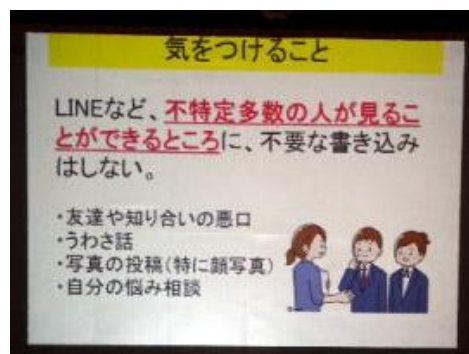 気をつけること
LINEなど、不特定多数の人が見るこ
とができるところに、不要な書き込み
はしない。
・友達や知り合いの悪口
・うわさ話
・写真の投稿(特に顔写真)
・自分の悩み相談